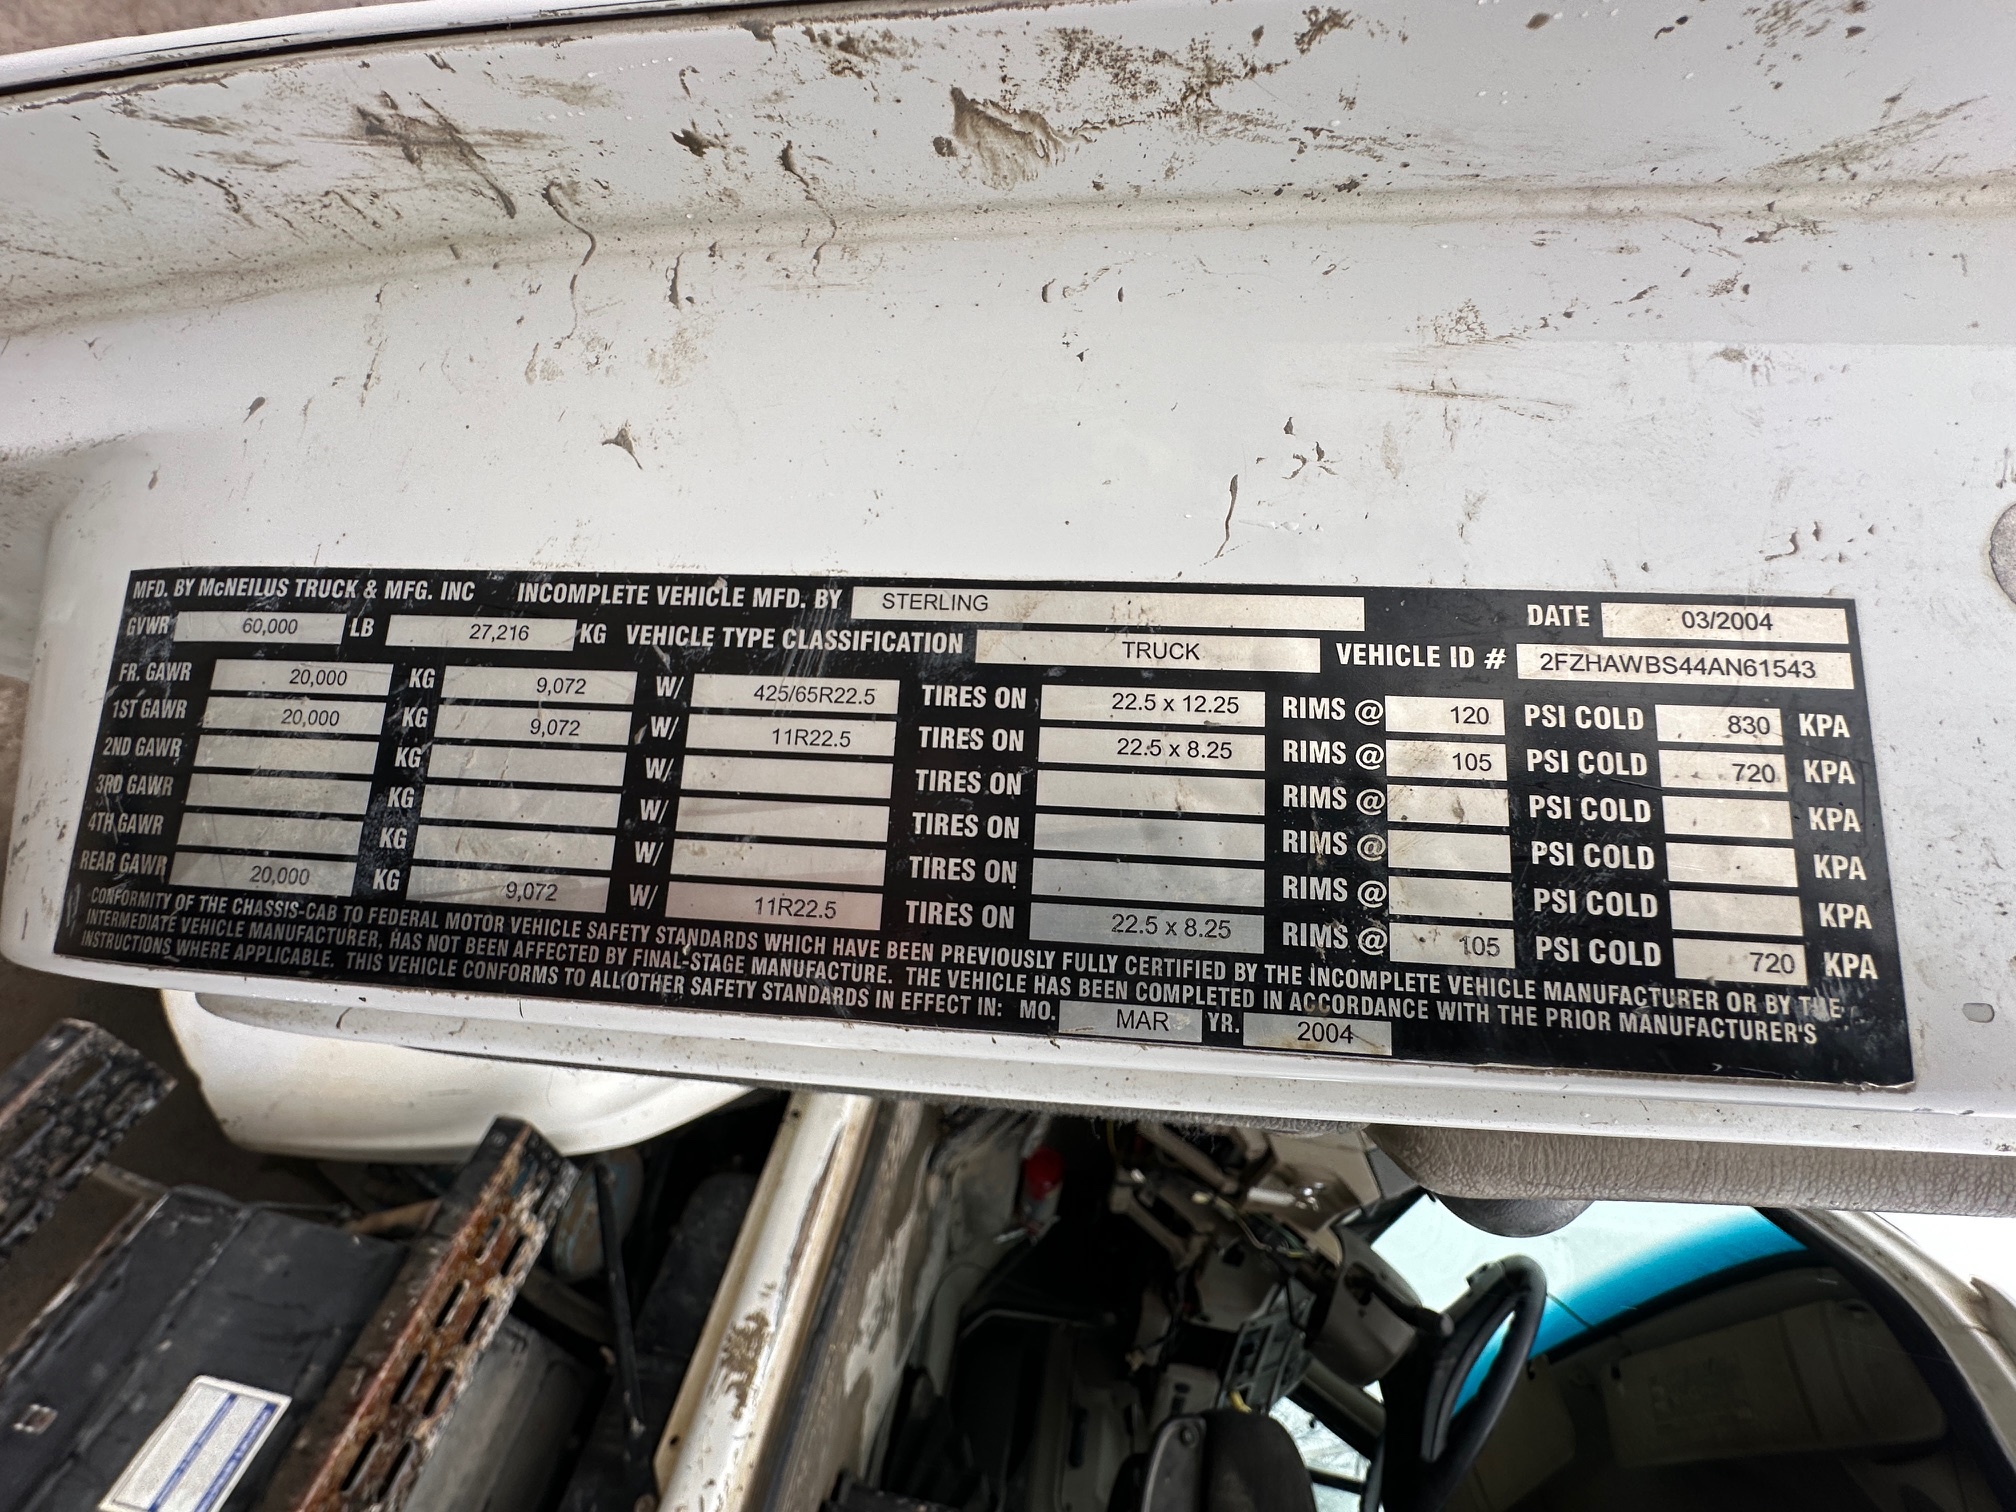 MFD. BY McNEILUS TRUCK & MFG. INC INCOMPLETE VEHICLE MFD. BY STERLING DATE 03/2004
GVWR 60,000 LB 27,216 KG VEHICLE TYPE CLASSIFICATION TRUCK VEHICLE ID # 2FZHAWBS44AN61543
FR. GAWR 20,000 KG 9,072 W/ 425/65R22.5 TIRES ON 22.5 x 12.25 RIMS @ 120 PSI COLD 830 KPA
1ST GAWR 20,000 KG 9,072 W/ 11R22.5 TIRES ON 22.5 x 8.25 RIMS @ 105 PSI COLD 720 KPA
2ND GAWR KG W/ TIRES ON RIMS @ PSI COLD KPA
3RD GAWR KG W/ TIRES ON RIMS @ PSI COLD KPA
4TH GAWR KG W/ TIRES ON RIMS @ PSI COLD KPA
REAR GAWR 20,000 KG 9,072 W/ 11R22.5 TIRES ON 22.5 x 8.25 RIMS @ 105 PSI COLD 720 KPA
CONFORMITY OF THE CHASSIS-CAB TO FEDERAL MOTOR VEHICLE SAFETY STANDARDS WHICH HAVE BEEN PREVIOUSLY FULLY CERTIFIED BY THE INCOMPLETE VEHICLE MANUFACTURER OR BY THE
INTERMEDIATE VEHICLE MANUFACTURER, HAS NOT BEEN AFFECTED BY FINAL-STAGE MANUFACTURE. THE VEHICLE HAS BEEN COMPLETED IN ACCORDANCE WITH THE PRIOR MANUFACTURER'S
INSTRUCTIONS WHERE APPLICABLE. THIS VEHICLE CONFORMS TO ALL OTHER SAFETY STANDARDS IN EFFECT IN: MO. MAR YR. 2004